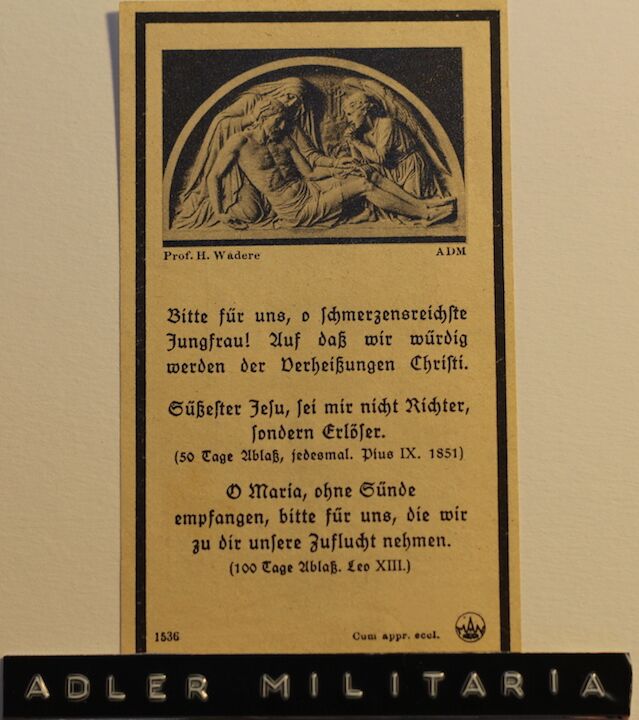 Prof. H. Wadere
ADM
Bitte für uns, o schmerzensreichste
Jungfrau! Auf daß wir würdig
werden der Verheißungen Christi.
Süßester Jesu, sei mir nicht Richter,
sondern Erlöser.
(50 Tage Ablaß, jedesmal. Pius IX. 1851)
O Maria, ohne Sünde
empfangen, bitte für uns, die wir
zu dir unsere Zuflucht nehmen.
(100 Tage Ablaß. Leo XIII.)
1536
Cum appr. eccl.
ADLER MILITARIA